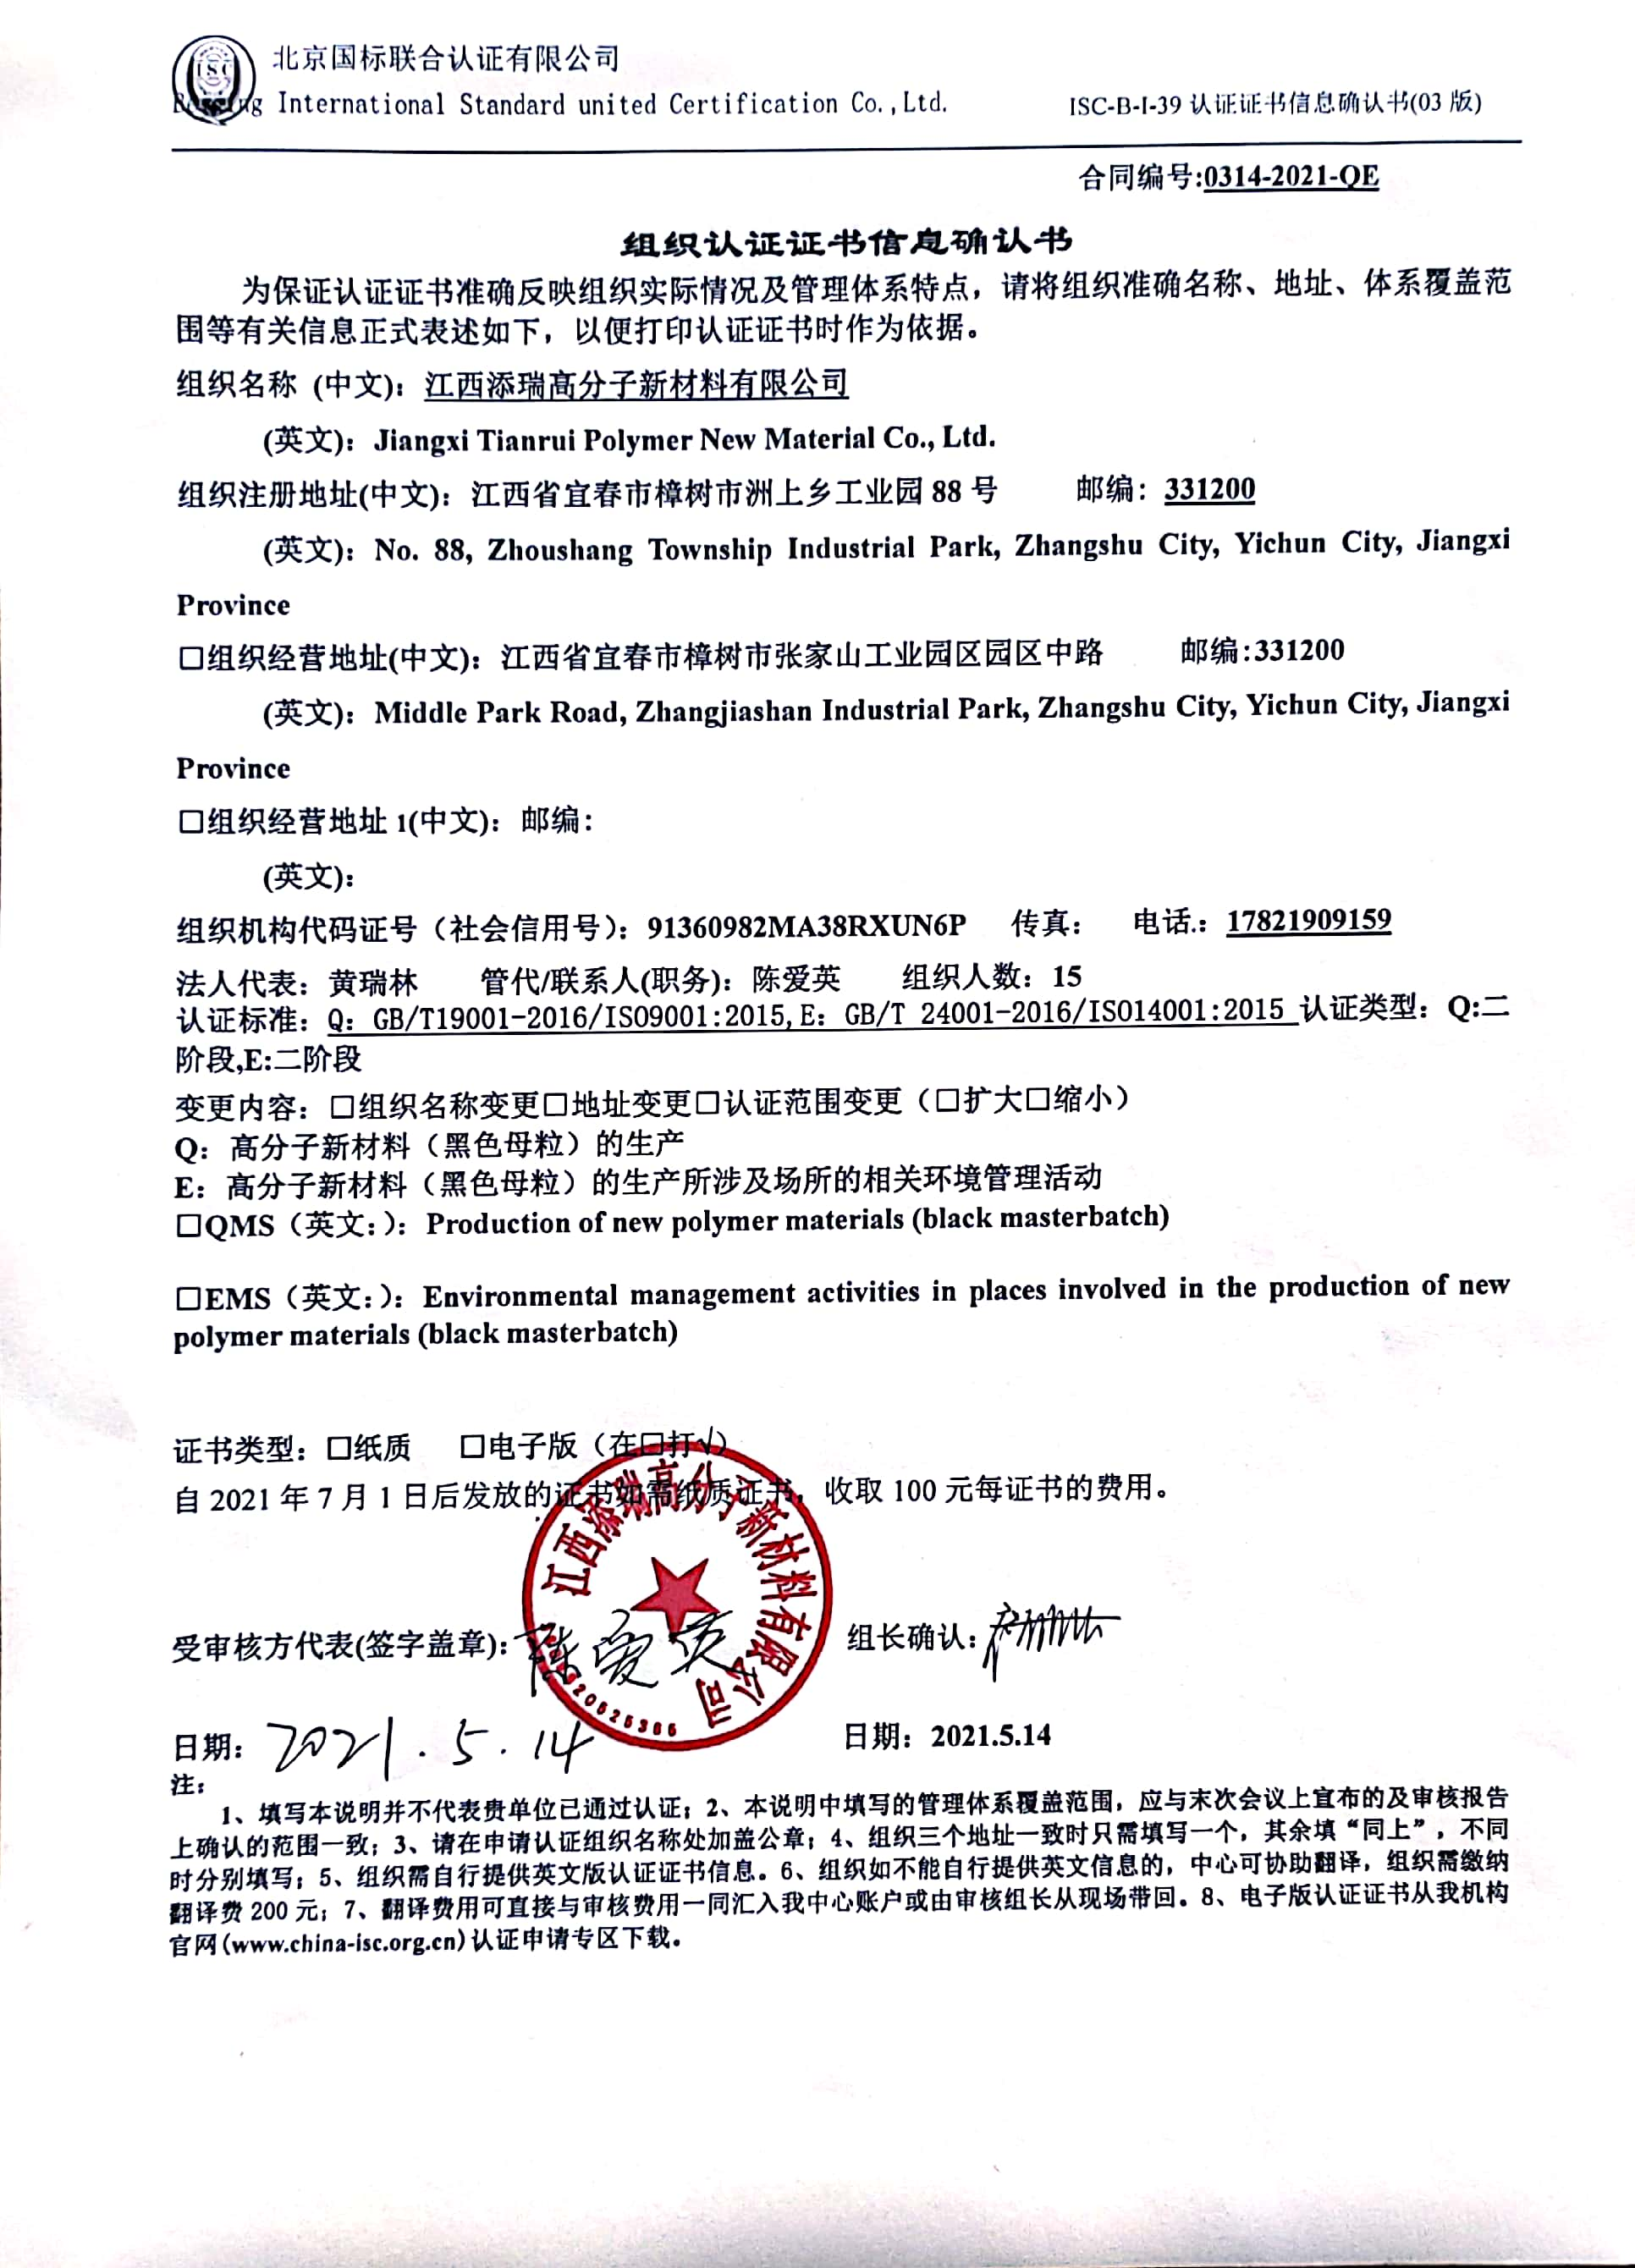 北京国标联合认证有限公司
Beijing International Standard united Certification Co.,Ltd.
ISC-B-I-39 认证证书信息确认书(03 版)
合同编号:0314-2021-QE
组织认证证书信息确认书
为保证认证证书准确反映组织实际情况及管理体系特点，请将组织准确名称、地址、体系覆盖范
围等有关信息正式表述如下，以便打印认证证书时作为依据。
组织名称（中文）：江西添瑞高分子新材料有限公司
(英文)：Jiangxi Tianrui Polymer New Material Co., Ltd.
组织注册地址(中文)：江西省宜春市樟树市洲上乡工业园 88 号 邮编：331200
(英文)：No. 88, Zhoushang Township Industrial Park, Zhangshu City, Yichun City, Jiangxi
Province
☐组织经营地址(中文)：江西省宜春市樟树市张家山工业园区园区中路 邮编:331200
(英文)：Middle Park Road, Zhangjiashan Industrial Park, Zhangshu City, Yichun City, Jiangxi
Province
☐组织经营地址 1(中文)：邮编：
(英文)：
组织机构代码证号（社会信用号）：91360982MA38RXUN6P 传真： 电话.：17821909159
法人代表：黄瑞林 管代/联系人(职务)：陈爱英 组织人数：15
认证标准：Q：GB/T19001-2016/ISO9001:2015,E：GB/T 24001-2016/ISO14001:2015 认证类型：Q:二
阶段,E:二阶段
变更内容：☐组织名称变更☐地址变更☐认证范围变更（☐扩大☐缩小）
Q：高分子新材料（黑色母粒）的生产
E：高分子新材料（黑色母粒）的生产所涉及场所的相关环境管理活动
☐QMS（英文:）：Production of new polymer materials (black masterbatch)
☐EMS（英文:）：Environmental management activities in places involved in the production of new
polymer materials (black masterbatch)
证书类型：☐纸质 ☐电子版（在☐打√）
自 2021 年 7 月 1 日后发放的证书如需纸质证书，收取 100 元每证书的费用。
江西添瑞高分子新材料有限公司
受审核方代表(签字盖章)：陈爱英 组长确认：
日期：2021.5.14 日期：2021.5.14
注：
1、填写本说明并不代表贵单位已通过认证；2、本说明中填写的管理体系覆盖范围，应与末次会议上宣布的及审核报告
上确认的范围一致；3、请在申请认证组织名称处加盖公章；4、组织三个地址一致时只需填写一个，其余填“同上”，不同
时分别填写；5、组织需自行提供英文版认证证书信息。6、组织如不能自行提供英文信息的，中心可协助翻译，组织需缴纳
翻译费 200 元；7、翻译费用可直接与审核费用一同汇入我中心账户或由审核组长从现场带回。8、电子版认证证书从我机构
官网(www.china-isc.org.cn)认证申请专区下载。